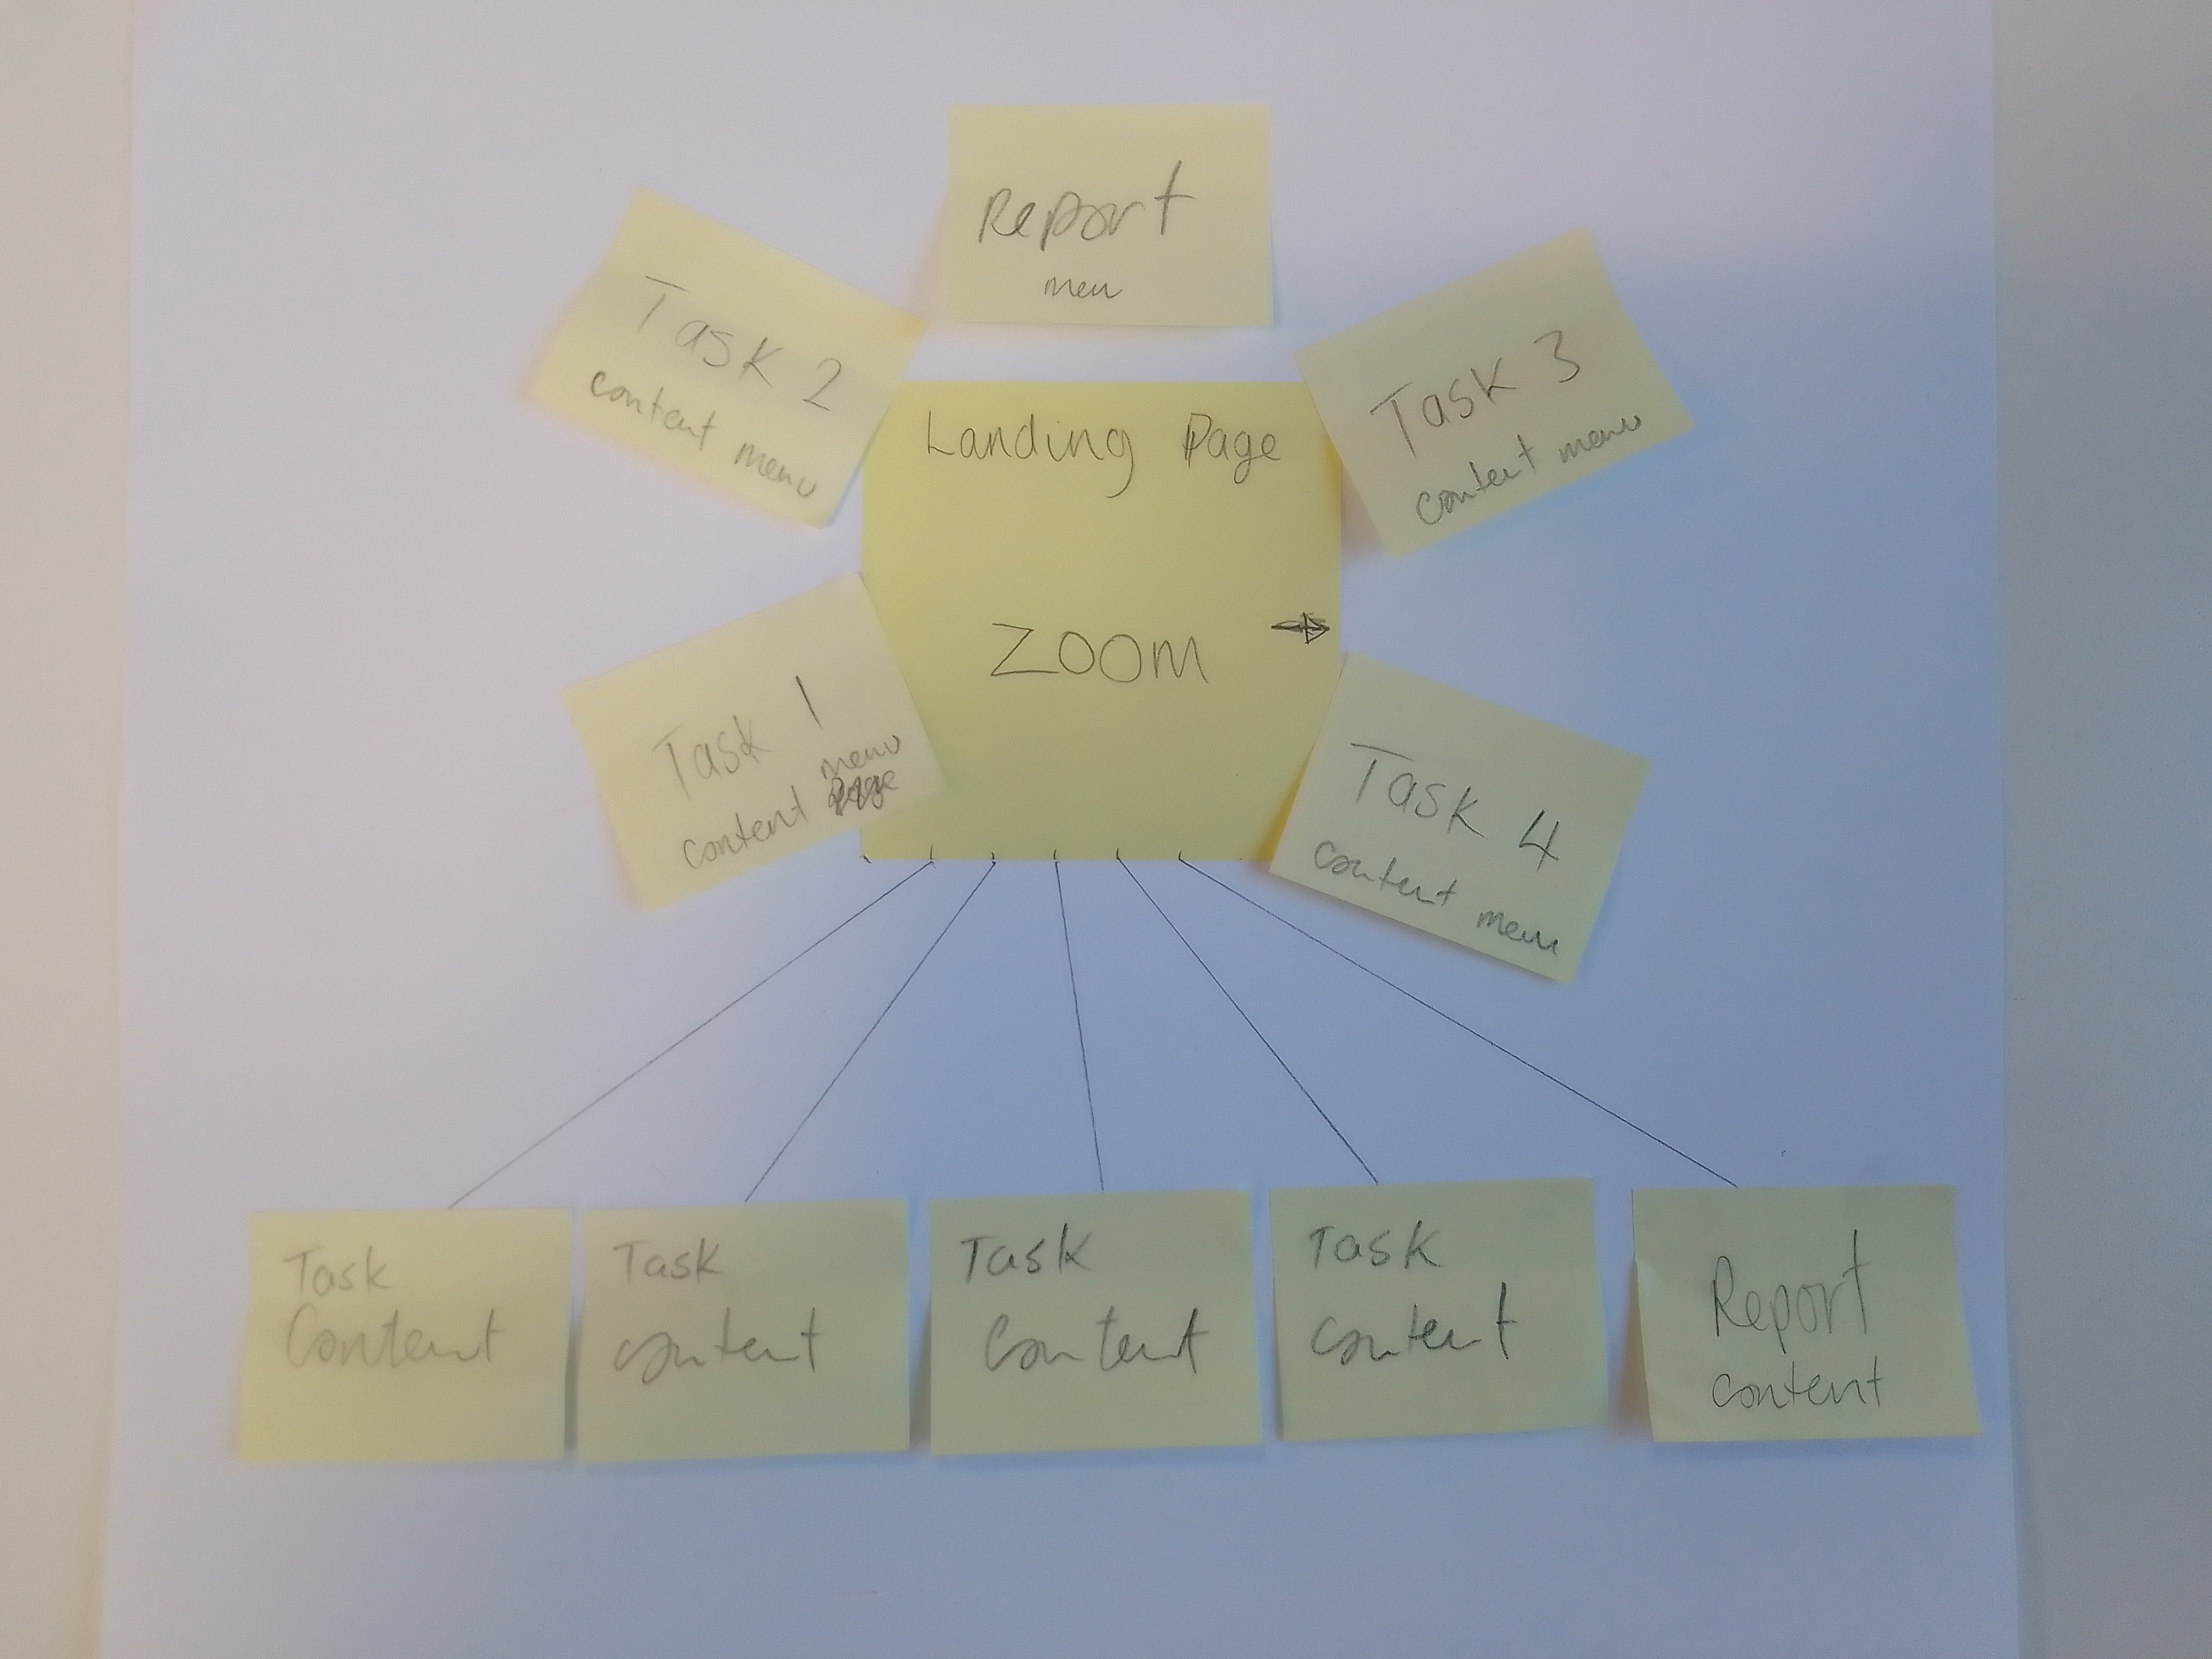 Report
menu
Task 2
content menu
Task 3
content menu
Landing Page
ZOOM
Task 1
menu
content
Task 4
content menu
Task
Content
Task
content
Task
Content
Task
content
Report
content